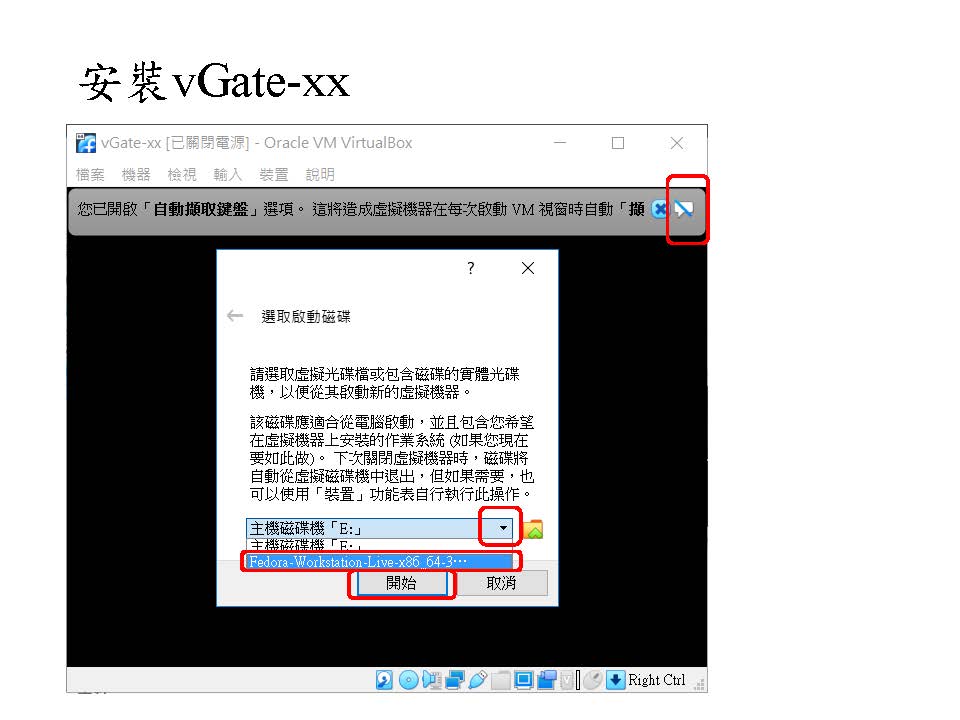 安裝vGate-xx
vGate-xx [已關閉電源] - Oracle VM VirtualBox
檔案 機器 檢視 輸入 裝置 說明
您已開啟「自動擷取鍵盤」選項。 這將造成虛擬機器在每次啟動 VM 視窗時自動「擷
?
選取啟動磁碟
請選取虛擬光碟檔或包含磁碟的實體光碟
機，以便從其啟動新的虛擬機器。
該磁碟應適合從電腦啟動，並且包含您希望
在虛擬機器上安裝的作業系統 (如果您現在
要如此做)。 下次關閉虛擬機器時，磁碟將
自動從虛擬磁碟機中退出，但如果需要，也
可以使用「裝置」功能表自行執行此操作。
主機磁碟機「E:」
主機磁碟機「E:」
Fedora-Workstation-Live-x86_64-3⋯
開始 取消
Right Ctrl